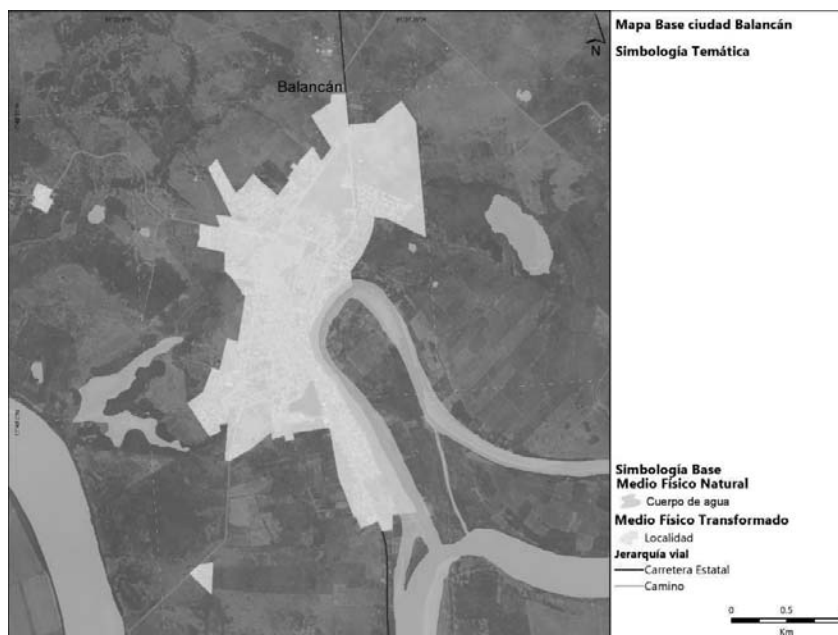 Mapa Base ciudad Balancán
Simbología Temática
N
Balancán
Simbología Base
Medio Físico Natural
Cuerpo de agua
Medio Físico Transformado
Localidad
Jerarquía vial
Carretera Estatal
Camino
0 0.5
Km